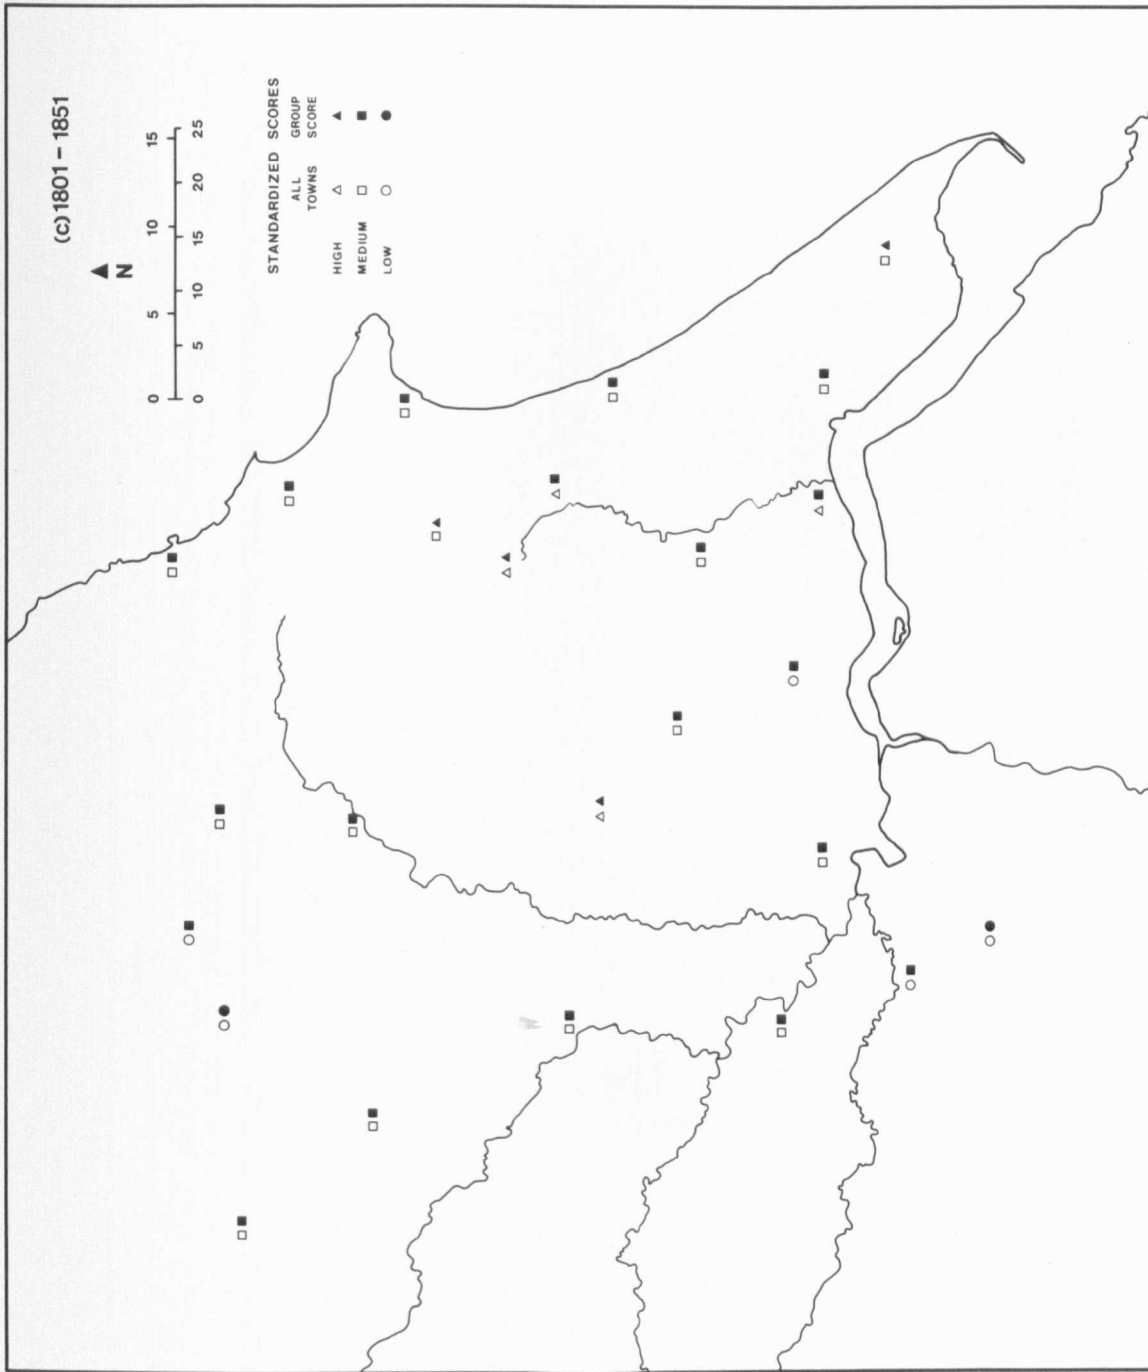 (c) 1801 – 1851
N
0 5 10 15
0 5 10 15 20 25
STANDARDIZED SCORES
ALL TOWNS GROUP SCORE
HIGH
MEDIUM
LOW